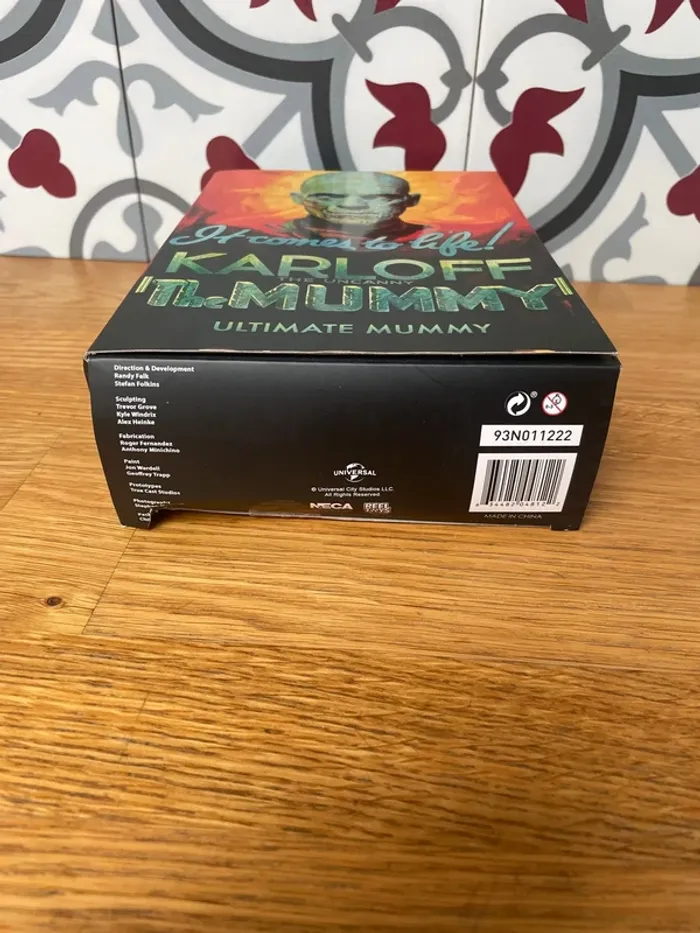 It comes to life!
KARLOFF
THE UNCANNY
"The MUMMY"
ULTIMATE MUMMY
Direction & Development
Randy Falk
Stefan Folkins
Sculpting
Trevor Grove
Kyle Windrix
Alex Heinke
Fabrication
Roger Fernandez
Anthony Minichino
Paint
Jon Wardell
Geoffrey Trapp
Prototypes
True Cast Studios
UNIVERSAL
© Universal City Studios LLC.
All Rights Reserved
NECA
REEL
TOYS
93N011222
MADE IN CHINA